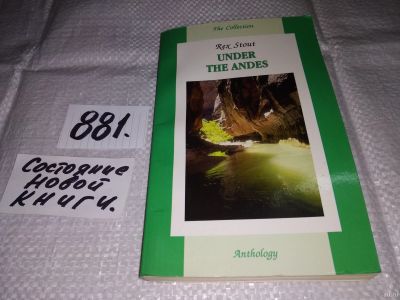 The Collection
Rex Stout
UNDER
THE ANDES
881.
Состояние
Новой
КНИГИ.
Anthology